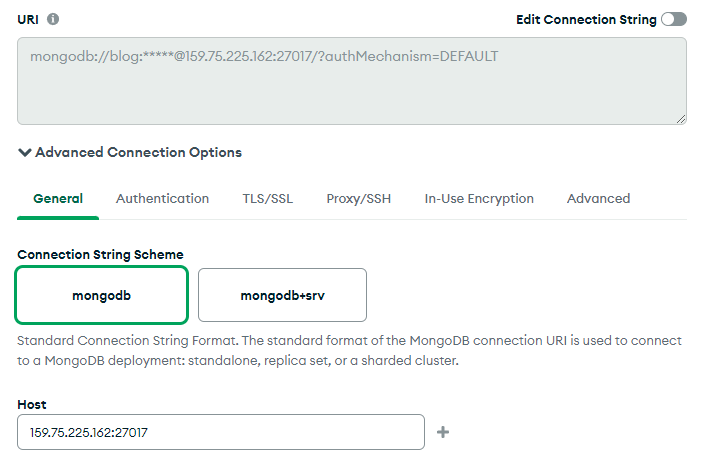 URI
Edit Connection String
mongodb://blog:*****@159.75.225.162:27017/?authMechanism=DEFAULT
Advanced Connection Options
General Authentication TLS/SSL Proxy/SSH In-Use Encryption Advanced
Connection String Scheme
mongodb mongodb+srv
Standard Connection String Format. The standard format of the MongoDB connection URI is used to connect
to a MongoDB deployment: standalone, replica set, or a sharded cluster.
Host
159.75.225.162:27017